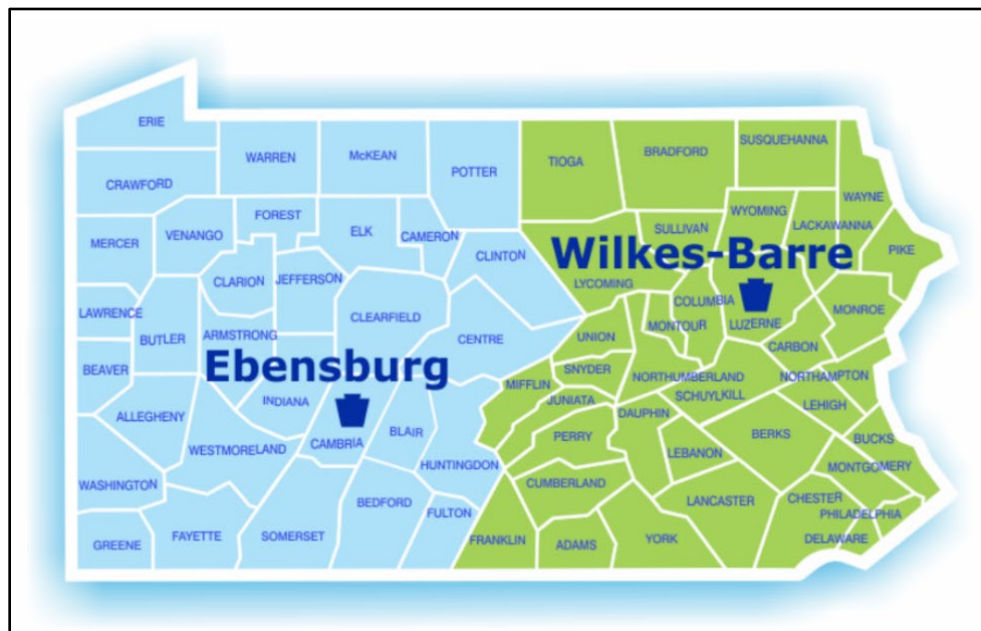 ERIE
WARREN
McKEAN
POTTER
TIOGA
BRADFORD
SUSQUEHANNA
CRAWFORD
WAYNE
WYOMING
LACKAWANNA
FOREST
SULLIVAN
MERCER
VENANGO
ELK
CAMERON
PIKE
CLINTON
Wilkes-Barre
CLARION
JEFFERSON
LYCOMING
COLUMBIA
MONROE
LAWRENCE
CLEARFIELD
MONTOUR
LUZERNE
BUTLER
ARMSTRONG
CENTRE
UNION
CARBON
BEAVER
Ebensburg
SNYDER
MIFFLIN
NORTHUMBERLAND
NORTHAMPTON
SCHUYLKILL
INDIANA
JUNIATA
LEHIGH
ALLEGHENY
DAUPHIN
BLAIR
PERRY
BERKS
BUCKS
WESTMORELAND
CAMBRIA
LEBANON
HUNTINGDON
MONTGOMERY
WASHINGTON
CUMBERLAND
BEDFORD
LANCASTER
CHESTER
FULTON
PHILADELPHIA
GREENE
FAYETTE
SOMERSET
FRANKLIN
ADAMS
YORK
DELAWARE